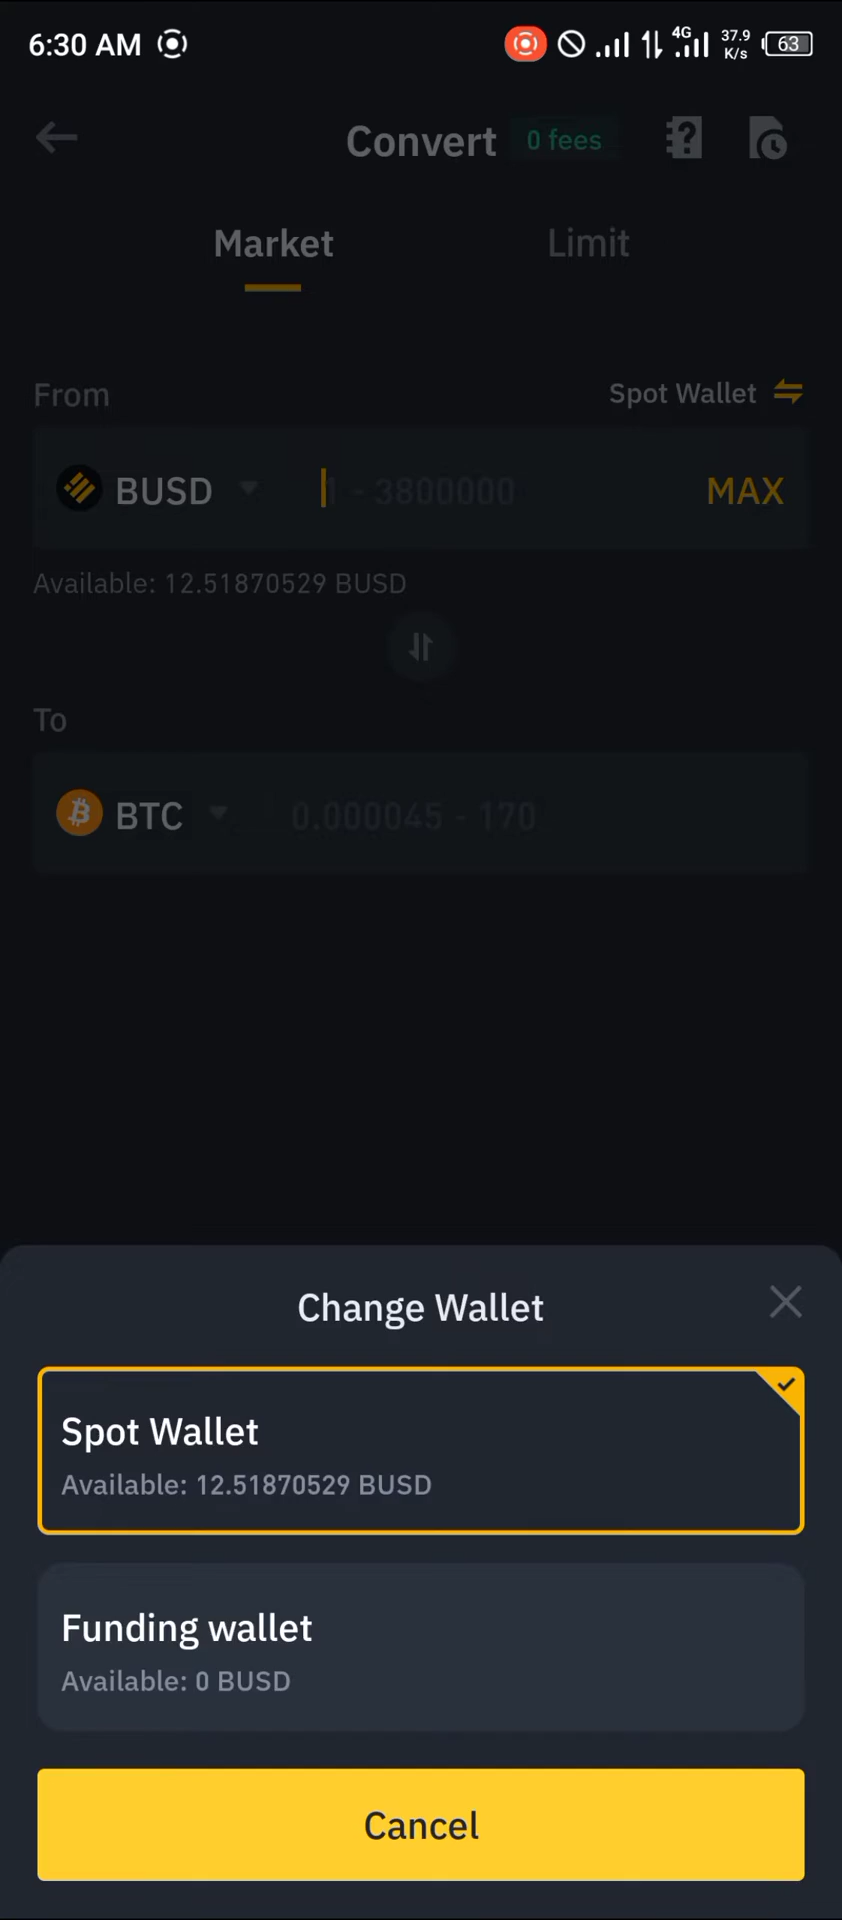 6:30 AM 4G 37.9 K/s 63
Convert 0 fees
Market Limit
From Spot Wallet
BUSD 1 - 3800000 MAX
Available: 12.51870529 BUSD
To
BTC 0.000045 - 170
Change Wallet
Spot Wallet
Available: 12.51870529 BUSD
Funding wallet
Available: 0 BUSD
Cancel